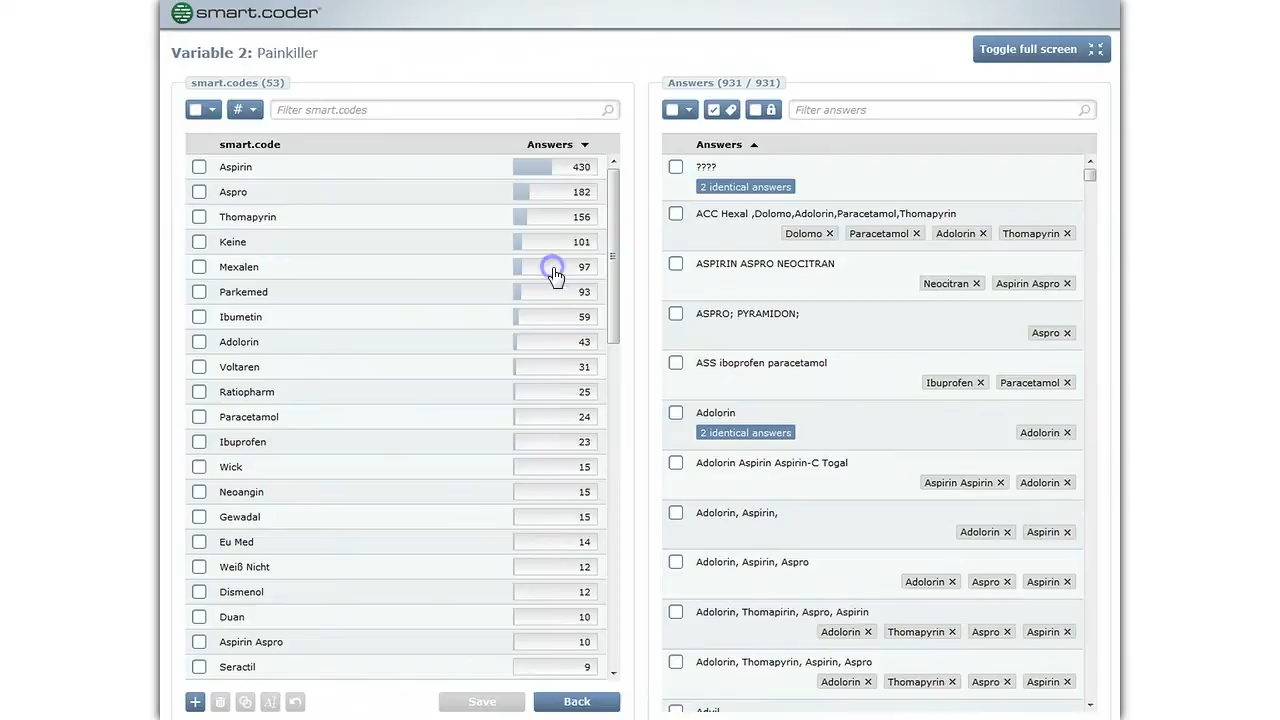 smart.coder
Variable 2: Painkiller
Toggle full screen
smart.codes (53)
#
Filter smart.codes
smart.code Answers
Aspirin 430
Aspro 182
Thomapyrin 156
Keine 101
Mexalen 97
Parkemed 93
Ibumetin 59
Adolorin 43
Voltaren 31
Ratiopharm 25
Paracetamol 24
Ibuprofen 23
Wick 15
Neoangin 15
Gewadal 15
Eu Med 14
Weiß Nicht 12
Dismenol 12
Duan 10
Aspirin Aspro 10
Seractil 9
Save Back
Answers (931 / 931)
Filter answers
Answers
????
2 identical answers
ACC Hexal ,Dolomo,Adolorin,Paracetamol,Thomapyrin
Dolomo Paracetamol Adolorin Thomapyrin
ASPIRIN ASPRO NEOCITRAN
Neocitran Aspirin Aspro
ASPRO; PYRAMIDON;
Aspro
ASS iboprofen paracetamol
Ibuprofen Paracetamol
Adolorin
2 identical answers Adolorin
Adolorin Aspirin Aspirin-C Togal
Aspirin Aspirin Adolorin
Adolorin, Aspirin,
Adolorin Aspirin
Adolorin, Aspirin, Aspro
Adolorin Aspro Aspirin
Adolorin, Thomapirin, Aspro, Aspirin
Adolorin Thomapyrin Aspro Aspirin
Adolorin, Thomapyrin, Aspirin, Aspro
Adolorin Thomapyrin Aspro Aspirin